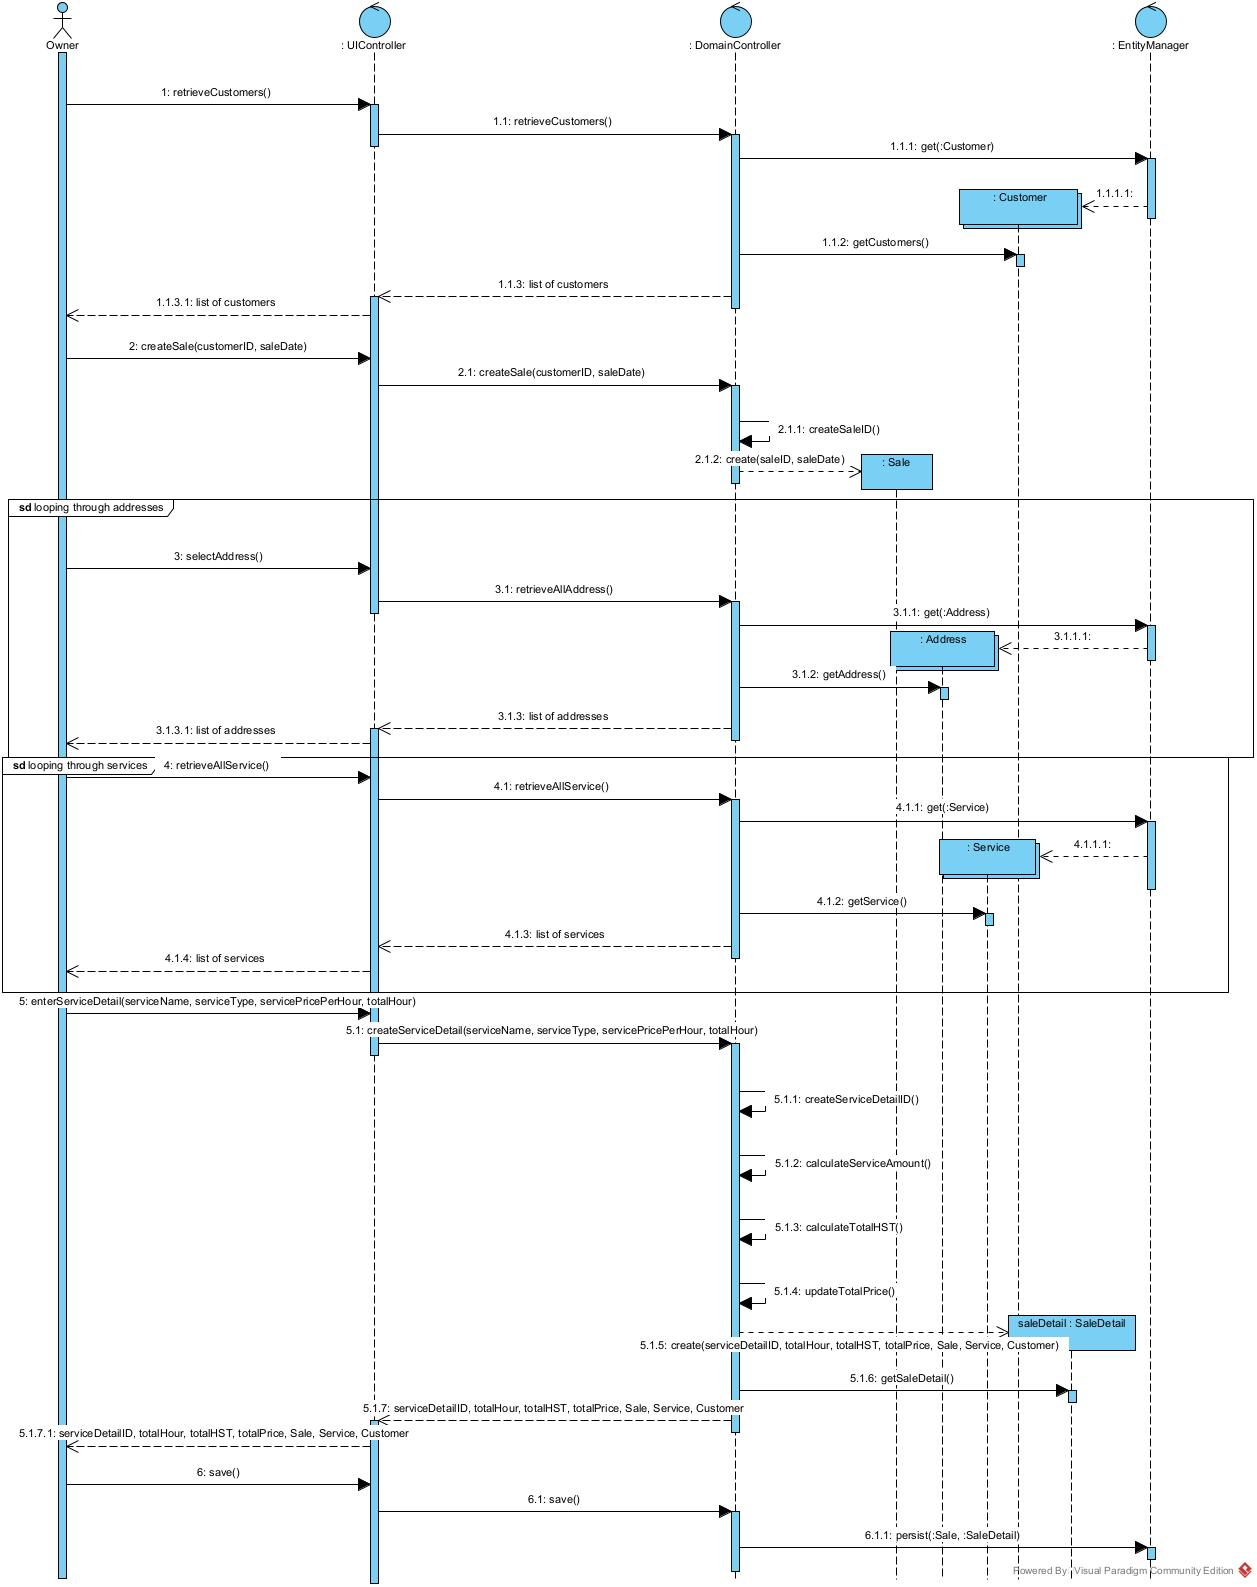 Owner
: UIController
: DomainController
: EntityManager
1: retrieveCustomers()
1.1: retrieveCustomers()
1.1.1: get(:Customer)
1.1.1.1:
: Customer
1.1.2: getCustomers()
1.1.3: list of customers
1.1.3.1: list of customers
2: createSale(customerID, saleDate)
2.1: createSale(customerID, saleDate)
2.1.1: createSaleID()
2.1.2: create(saleID, saleDate)
: Sale
sd looping through addresses
3: selectAddress()
3.1: retrieveAllAddress()
3.1.1: get(:Address)
3.1.1.1:
: Address
3.1.2: getAddress()
3.1.3: list of addresses
3.1.3.1: list of addresses
sd looping through services
4: retrieveAllService()
4.1: retrieveAllService()
4.1.1: get(:Service)
4.1.1.1:
: Service
4.1.2: getService()
4.1.3: list of services
4.1.4: list of services
5: enterServiceDetail(serviceName, serviceType, servicePricePerHour, totalHour)
5.1: createServiceDetail(serviceName, serviceType, servicePricePerHour, totalHour)
5.1.1: createServiceDetailID()
5.1.2: calculateServiceAmount()
5.1.3: calculateTotalHST()
5.1.4: updateTotalPrice()
saleDetail : SaleDetail
5.1.5: create(serviceDetailID, totalHour, totalHST, totalPrice, Sale, Service, Customer)
5.1.6: getSaleDetail()
5.1.7: serviceDetailID, totalHour, totalHST, totalPrice, Sale, Service, Customer
5.1.7.1: serviceDetailID, totalHour, totalHST, totalPrice, Sale, Service, Customer
6: save()
6.1: save()
6.1.1: persist(:Sale, :SaleDetail)
Powered By Visual Paradigm Community Edition